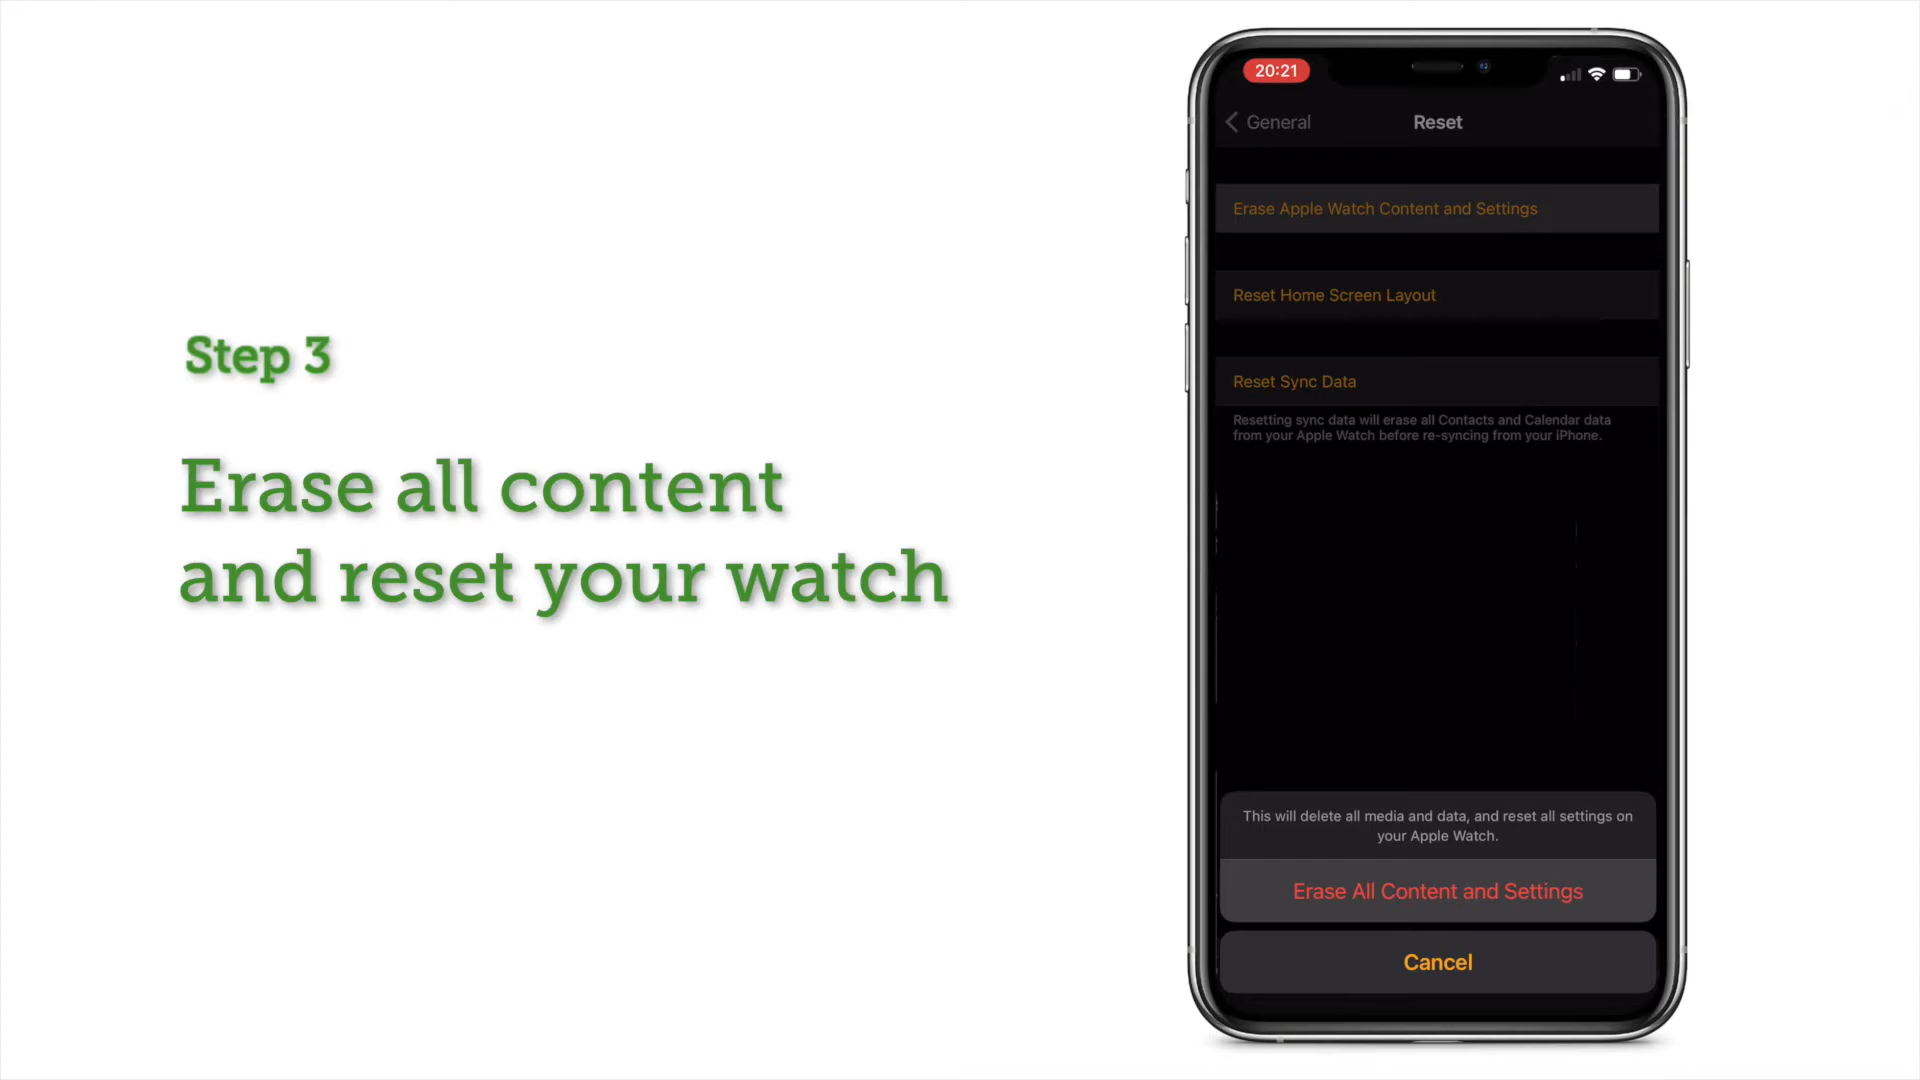 Step 3
Erase all content
and reset your watch
20:21
General
Reset
Erase Apple Watch Content and Settings
Reset Home Screen Layout
Reset Sync Data
Resetting sync data will erase all Contacts and Calendar data
from your Apple Watch before re-syncing from your iPhone.
This will delete all media and data, and reset all settings on
your Apple Watch.
Erase All Content and Settings
Cancel